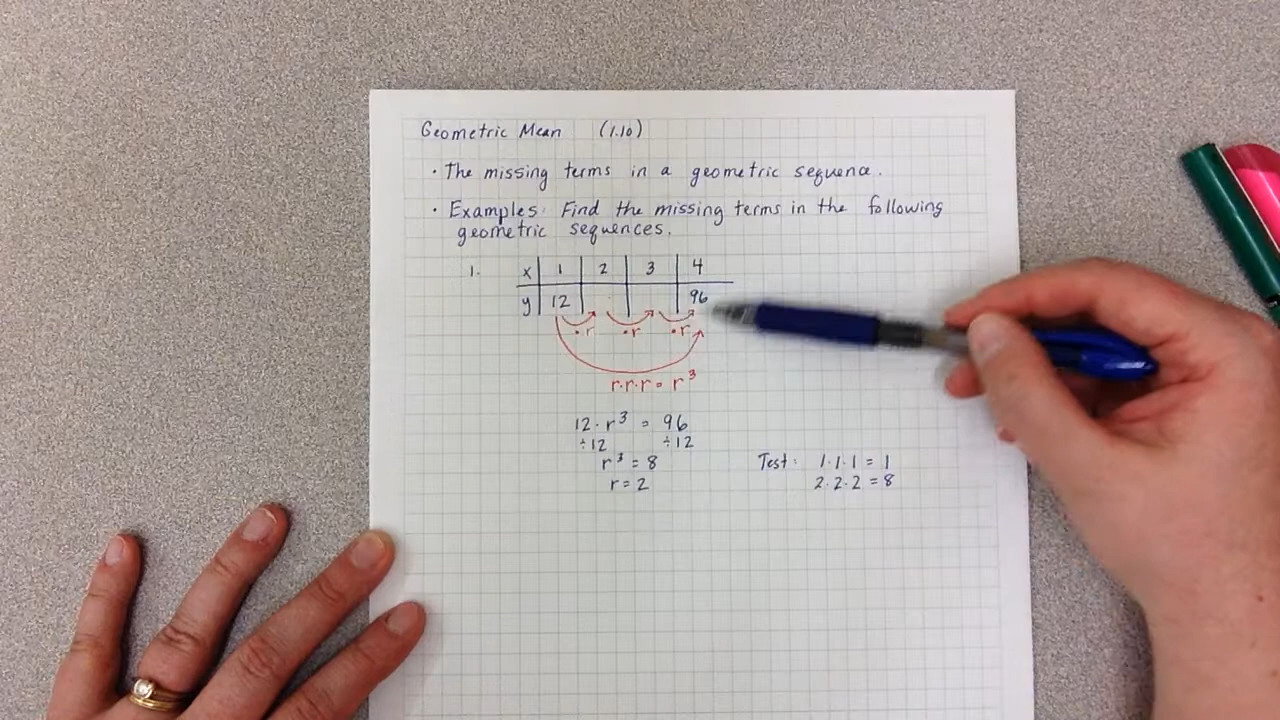 Geometric Mean (1.10)
• The missing terms in a geometric sequence.
• Examples: Find the missing terms in the following
geometric sequences.
1. x 1 2 3 4
y 12 96
·r ·r ·r
r·r·r = r³
12·r³ = 96
÷12 ÷12
r³ = 8 Test: 1·1·1 = 1
r = 2 2·2·2 = 8